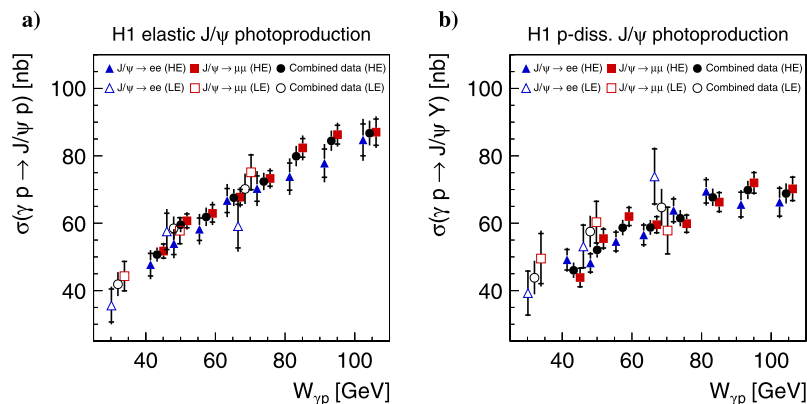 a)
H1 elastic J/ψ photoproduction
σ(γ p → J/ψ p) [nb]
J/ψ → ee (HE)
J/ψ → μμ (HE)
Combined data (HE)
J/ψ → ee (LE)
J/ψ → μμ (LE)
Combined data (LE)
100
80
60
40
40
60
80
100
Wγp [GeV]
b)
H1 p-diss. J/ψ photoproduction
σ(γ p → J/ψ Y) [nb]
J/ψ → ee (HE)
J/ψ → μμ (HE)
Combined data (HE)
J/ψ → ee (LE)
J/ψ → μμ (LE)
Combined data (LE)
100
80
60
40
40
60
80
100
Wγp [GeV]